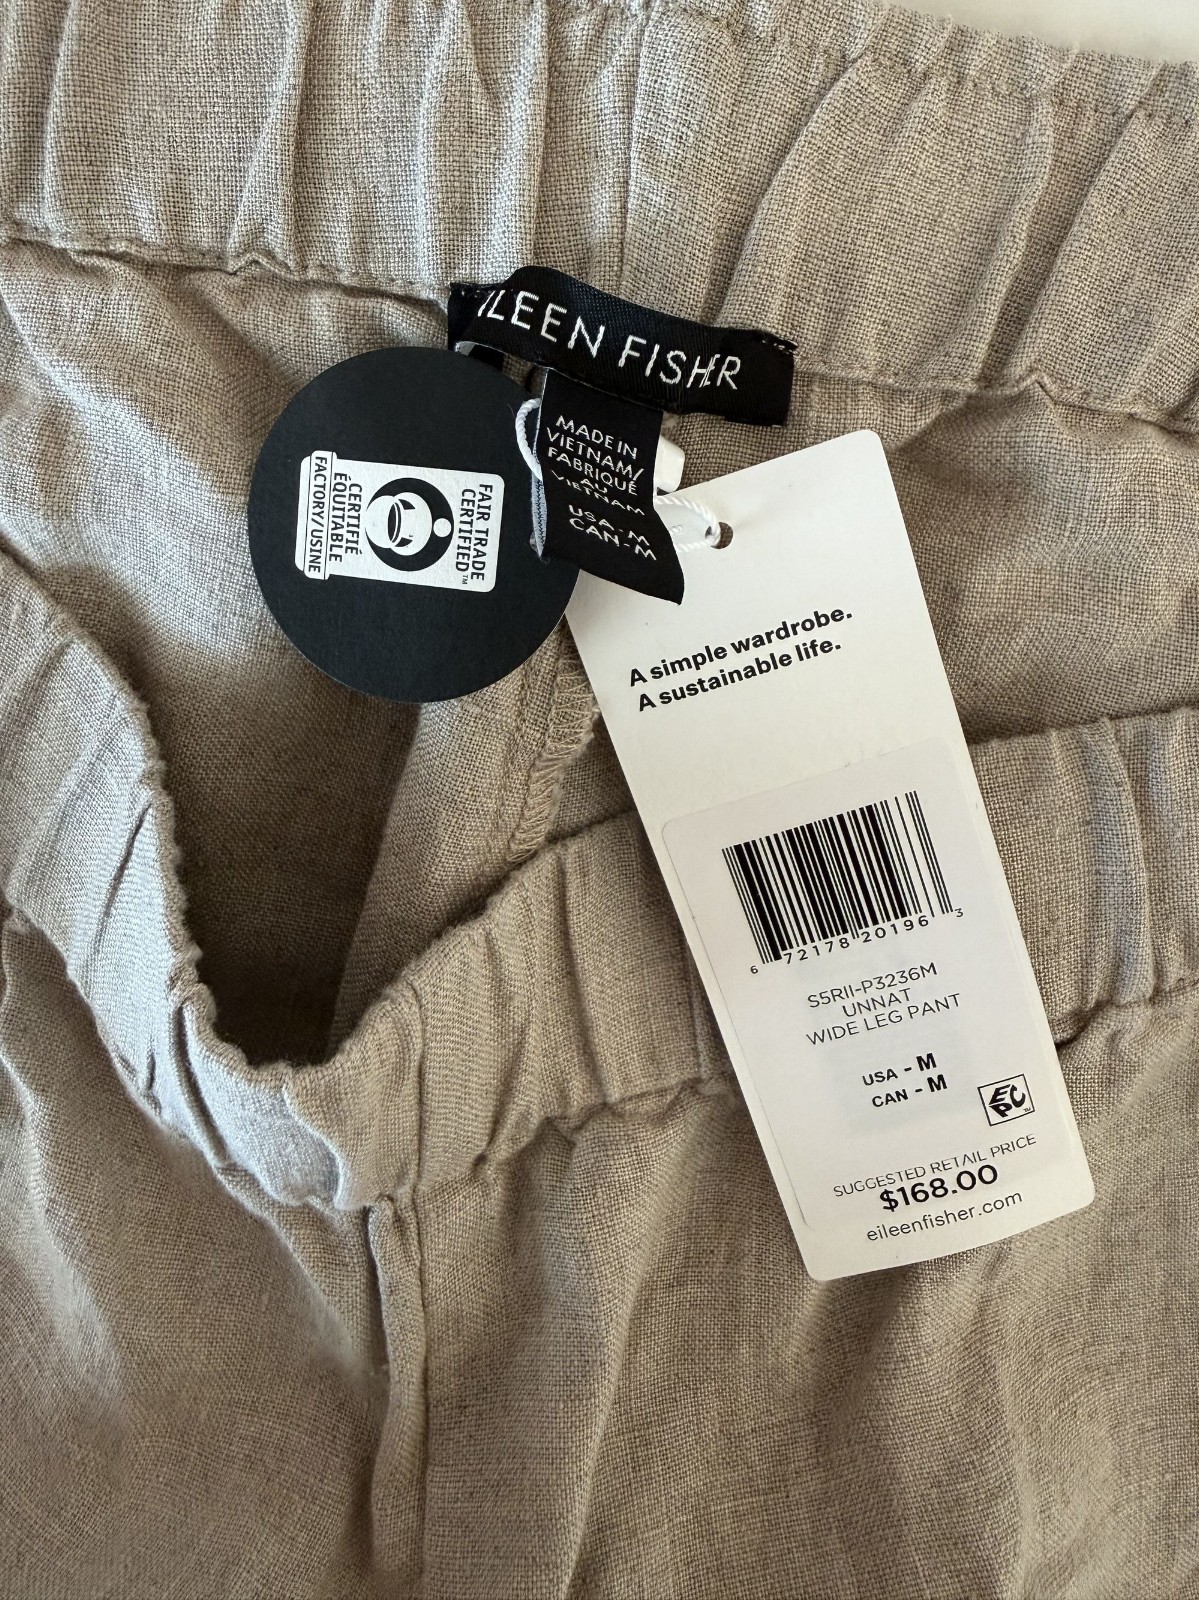 EILEEN FISHER
MADE IN
VIETNAM/
FABRIQUÉ
AU
VIETNAM
USA - M
CAN - M
FAIR TRADE
CERTIFIED™
CERTIFIÉ
ÉQUITABLE
FACTORY/USINE
A simple wardrobe.
A sustainable life.
6 72178 20196 3
S5RII-P3236M
UNNAT
WIDE LEG PANT
USA - M
CAN - M
EPC™
SUGGESTED RETAIL PRICE
$168.00
eileenfisher.com